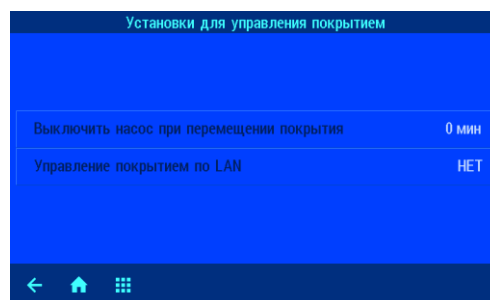 Установки для управления покрытием
Выключить насос при перемещении покрытия 0 мин
Управление покрытием по LAN НЕТ